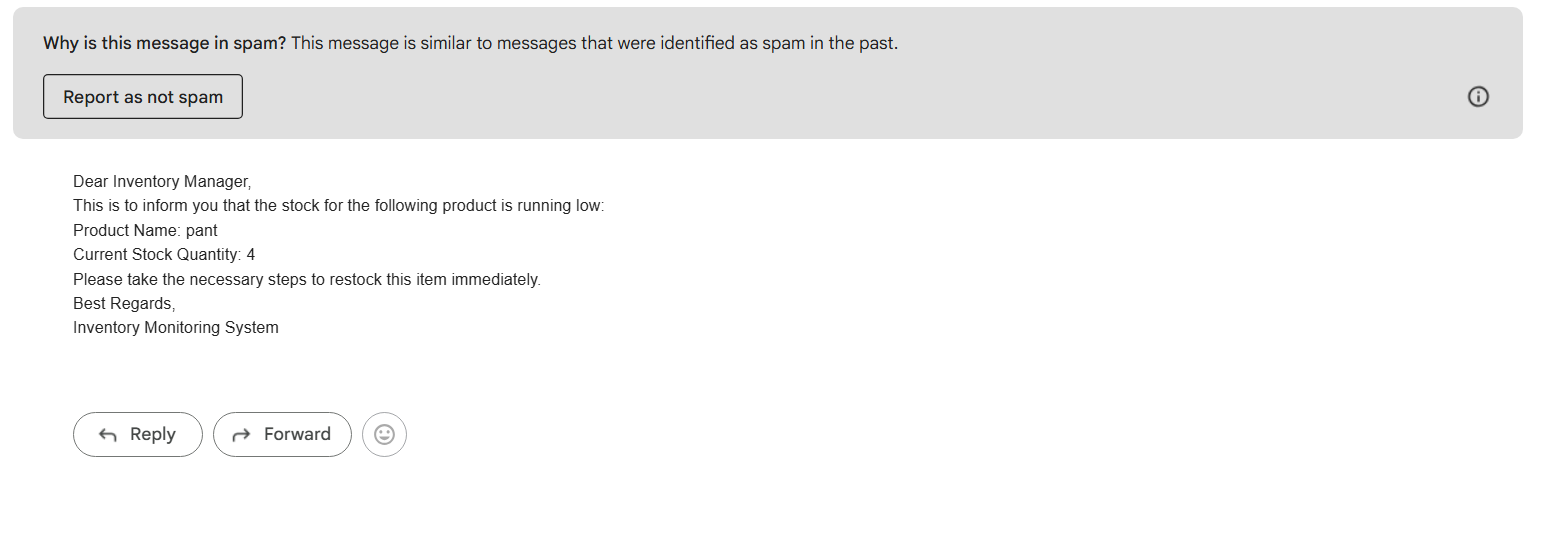 Why is this message in spam? This message is similar to messages that were identified as spam in the past.
Report as not spam
Dear Inventory Manager,
This is to inform you that the stock for the following product is running low:
Product Name: pant
Current Stock Quantity: 4
Please take the necessary steps to restock this item immediately.
Best Regards,
Inventory Monitoring System
Reply
Forward